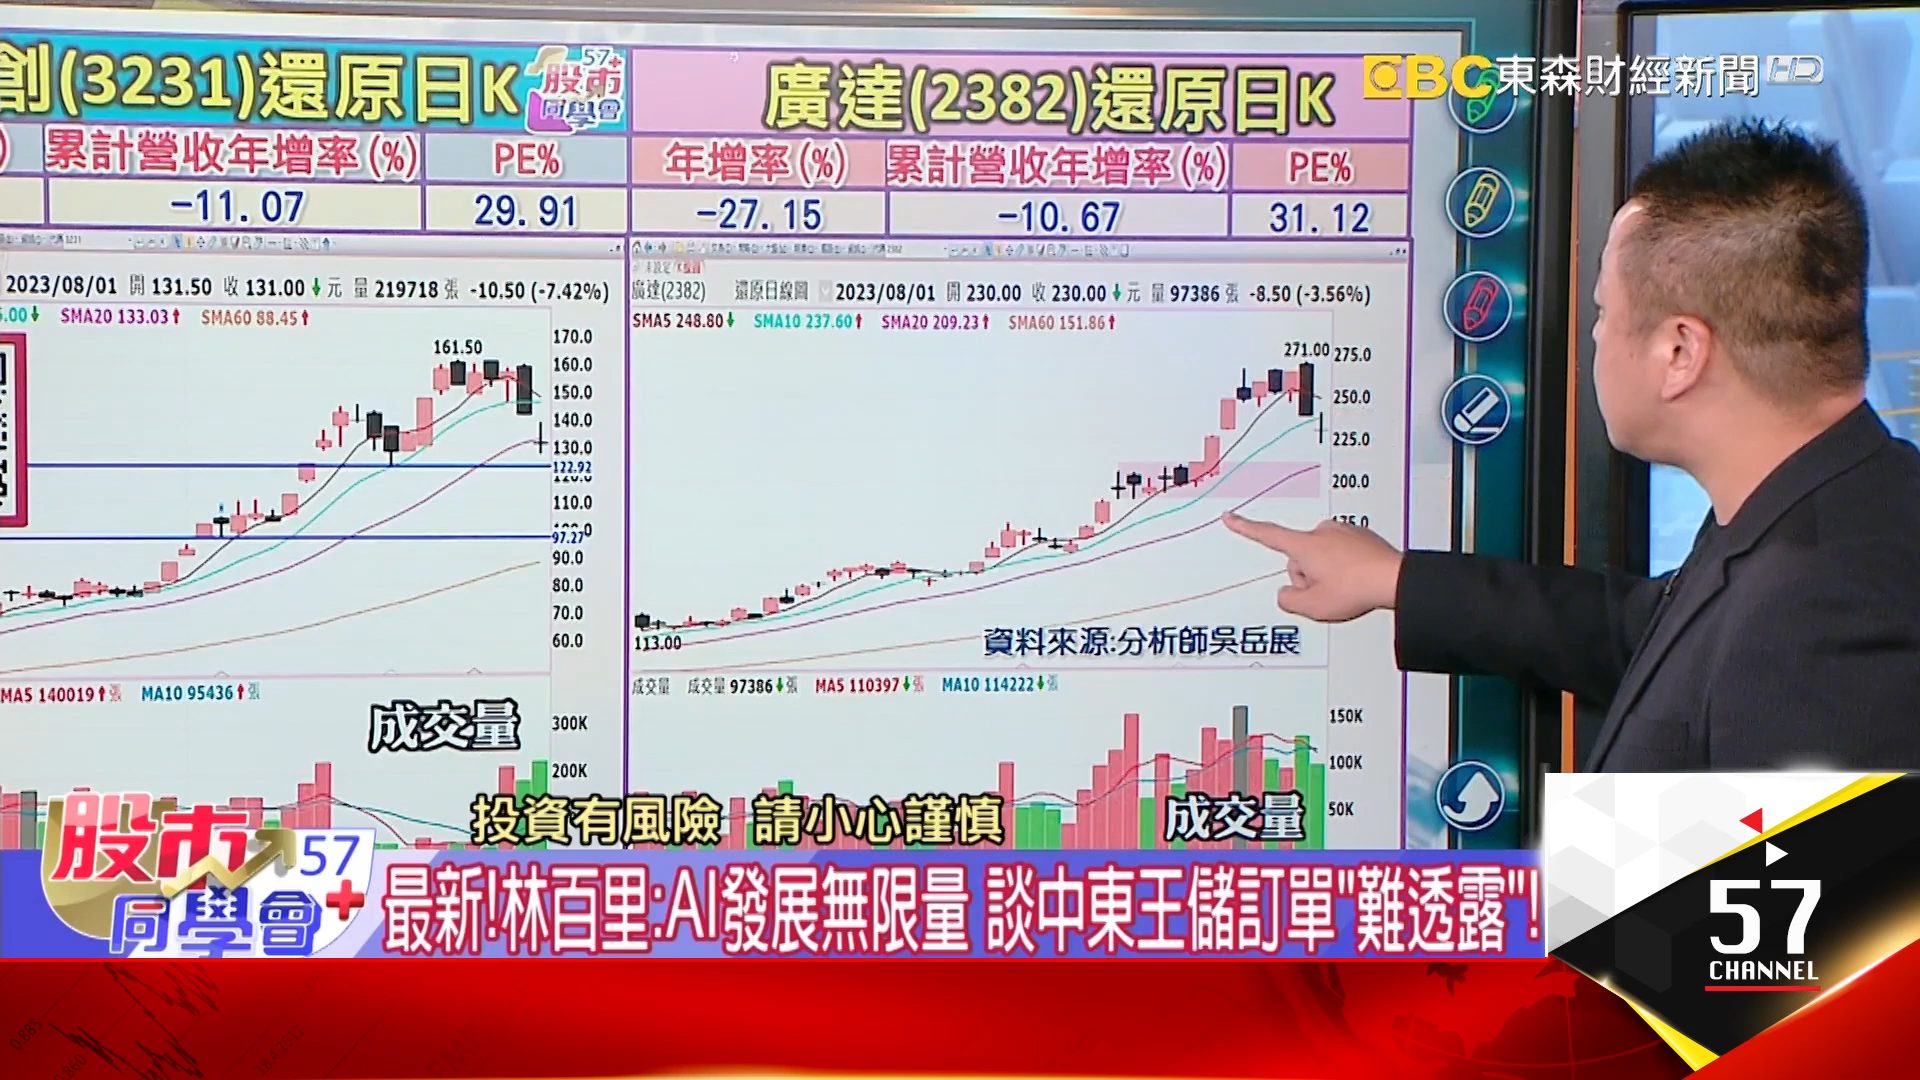 創(3231)還原日K
57+
股市
同學會
廣達(2382)還原日K
EBC東森財經新聞HD
累計營收年增率(%) PE%
-11.07 29.91
年增率(%) 累計營收年增率(%) PE%
-27.15 -10.67 31.12
2023/08/01 開 131.50 收 131.00↓元 量 219718 張 -10.50 (-7.42%)
SMA20 133.03↑ SMA60 88.45↑
161.50
170.0
160.0
150.0
140.0
130.0
122.92
110.0
97.27
90.0
80.0
70.0
60.0
MA5 140019↑張 MA10 95436↑張
成交量
300K
200K
廣達(2382) 還原日線圖 2023/08/01 開 230.00 收 230.00↓元 量 97386 張 -8.50 (-3.56%)
SMA5 248.80↓ SMA10 237.60↑ SMA20 209.23↑ SMA60 151.86↑
271.00
275.0
250.0
225.0
200.0
175.0
113.00
資料來源:分析師吳岳展
成交量 成交量 97386↓張 MA5 110397↓張 MA10 114222↓張
150K
100K
50K
成交量
投資有風險 請小心謹慎
股市
57
同學會+
最新!林百里:AI發展無限量 談中東王儲訂單"難透露"!
57
CHANNEL